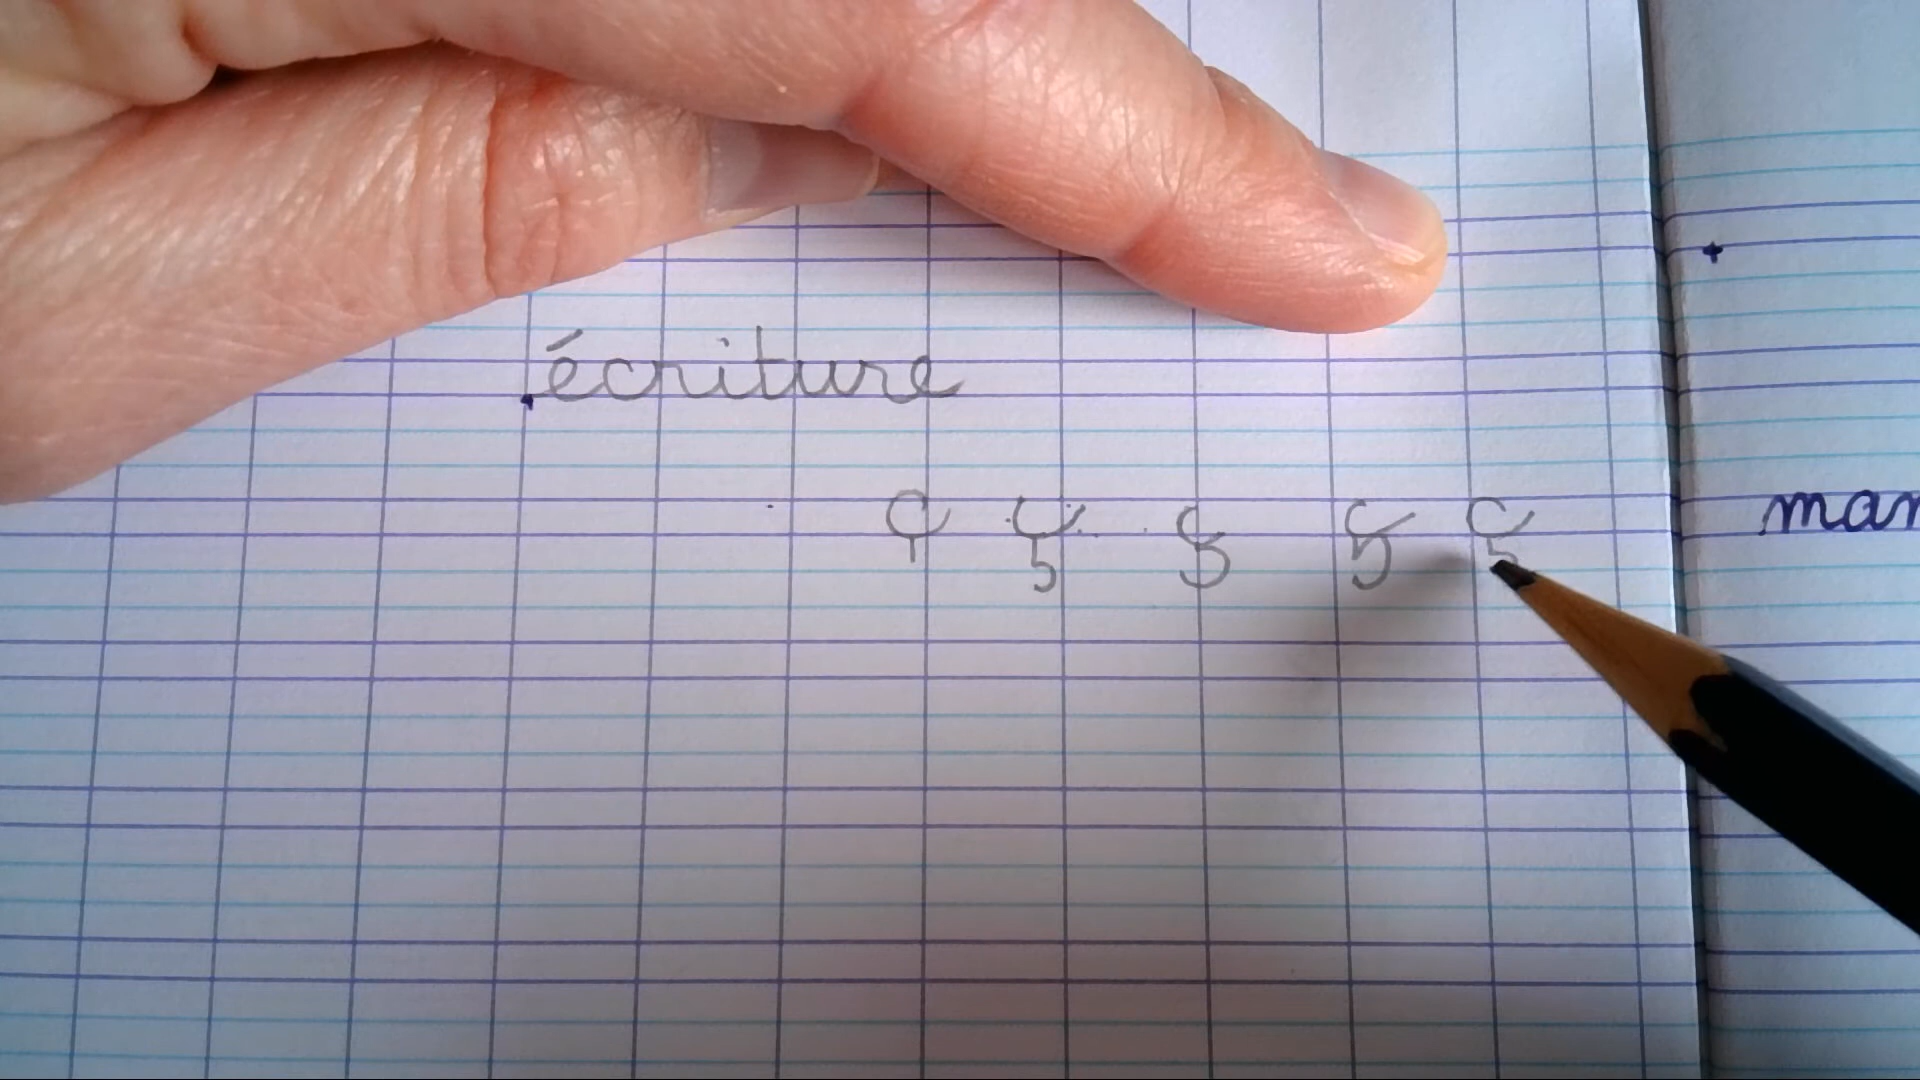 écriture
ç ç ç ç ç